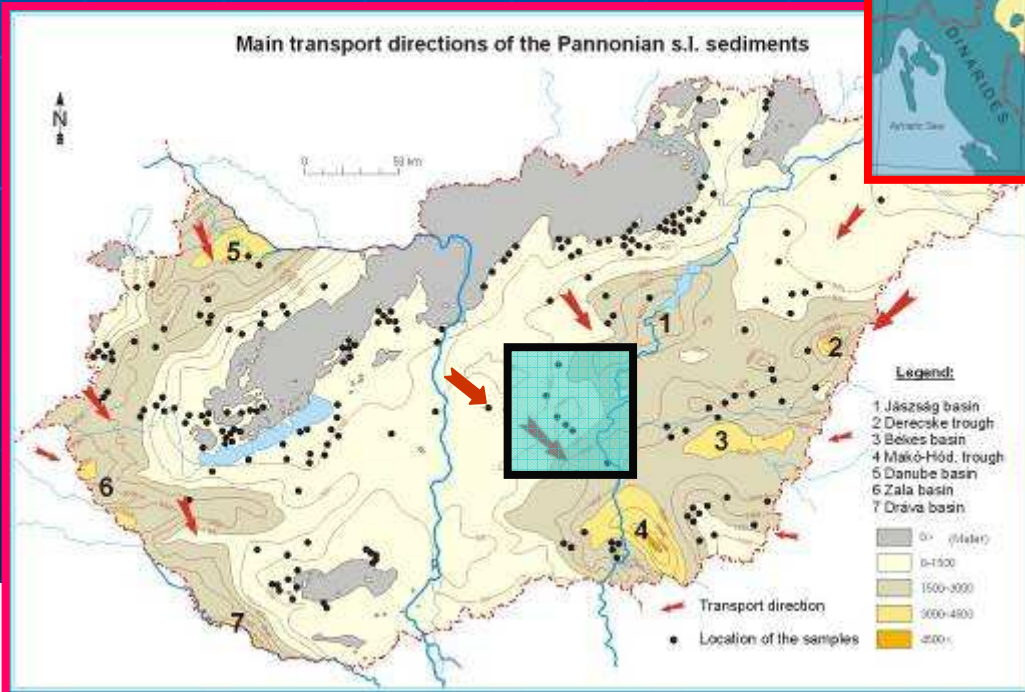 Main transport directions of the Pannonian s.l. sediments
DINARIDES
Adriatic Sea
N
0 50 km
5
1
2
3
6
4
7
Legend:
1 Jászság basin
2 Derecske trough
3 Békés basin
4 Makó-Hód. trough
5 Danube basin
6 Zala basin
7 Dráva basin
0> (Meter)
0-1500
1500-3000
3000-4500
4500<
Transport direction
Location of the samples